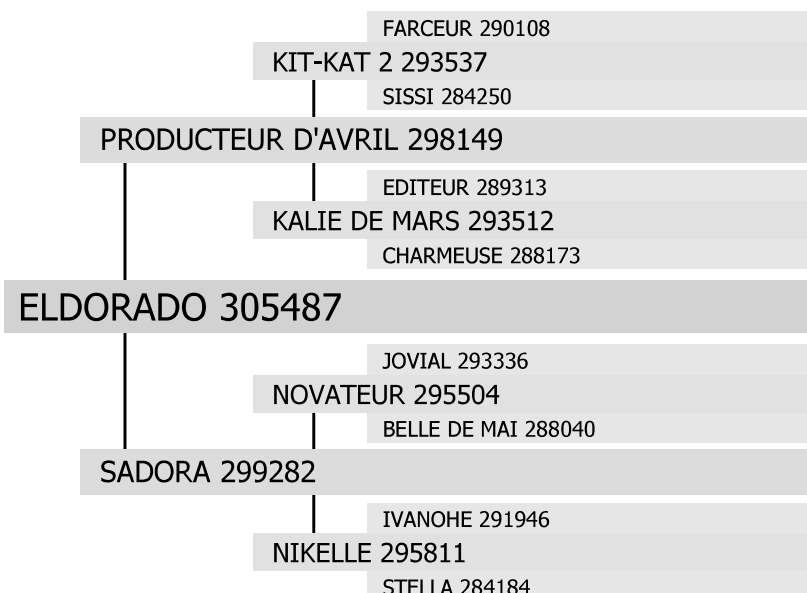 FARCEUR 290108
KIT-KAT 2 293537
SISSI 284250
PRODUCTEUR D'AVRIL 298149
EDITEUR 289313
KALIE DE MARS 293512
CHARMEUSE 288173
ELDORADO 305487
JOVIAL 293336
NOVATEUR 295504
BELLE DE MAI 288040
SADORA 299282
IVANOHE 291946
NIKELLE 295811
STELLA 284184